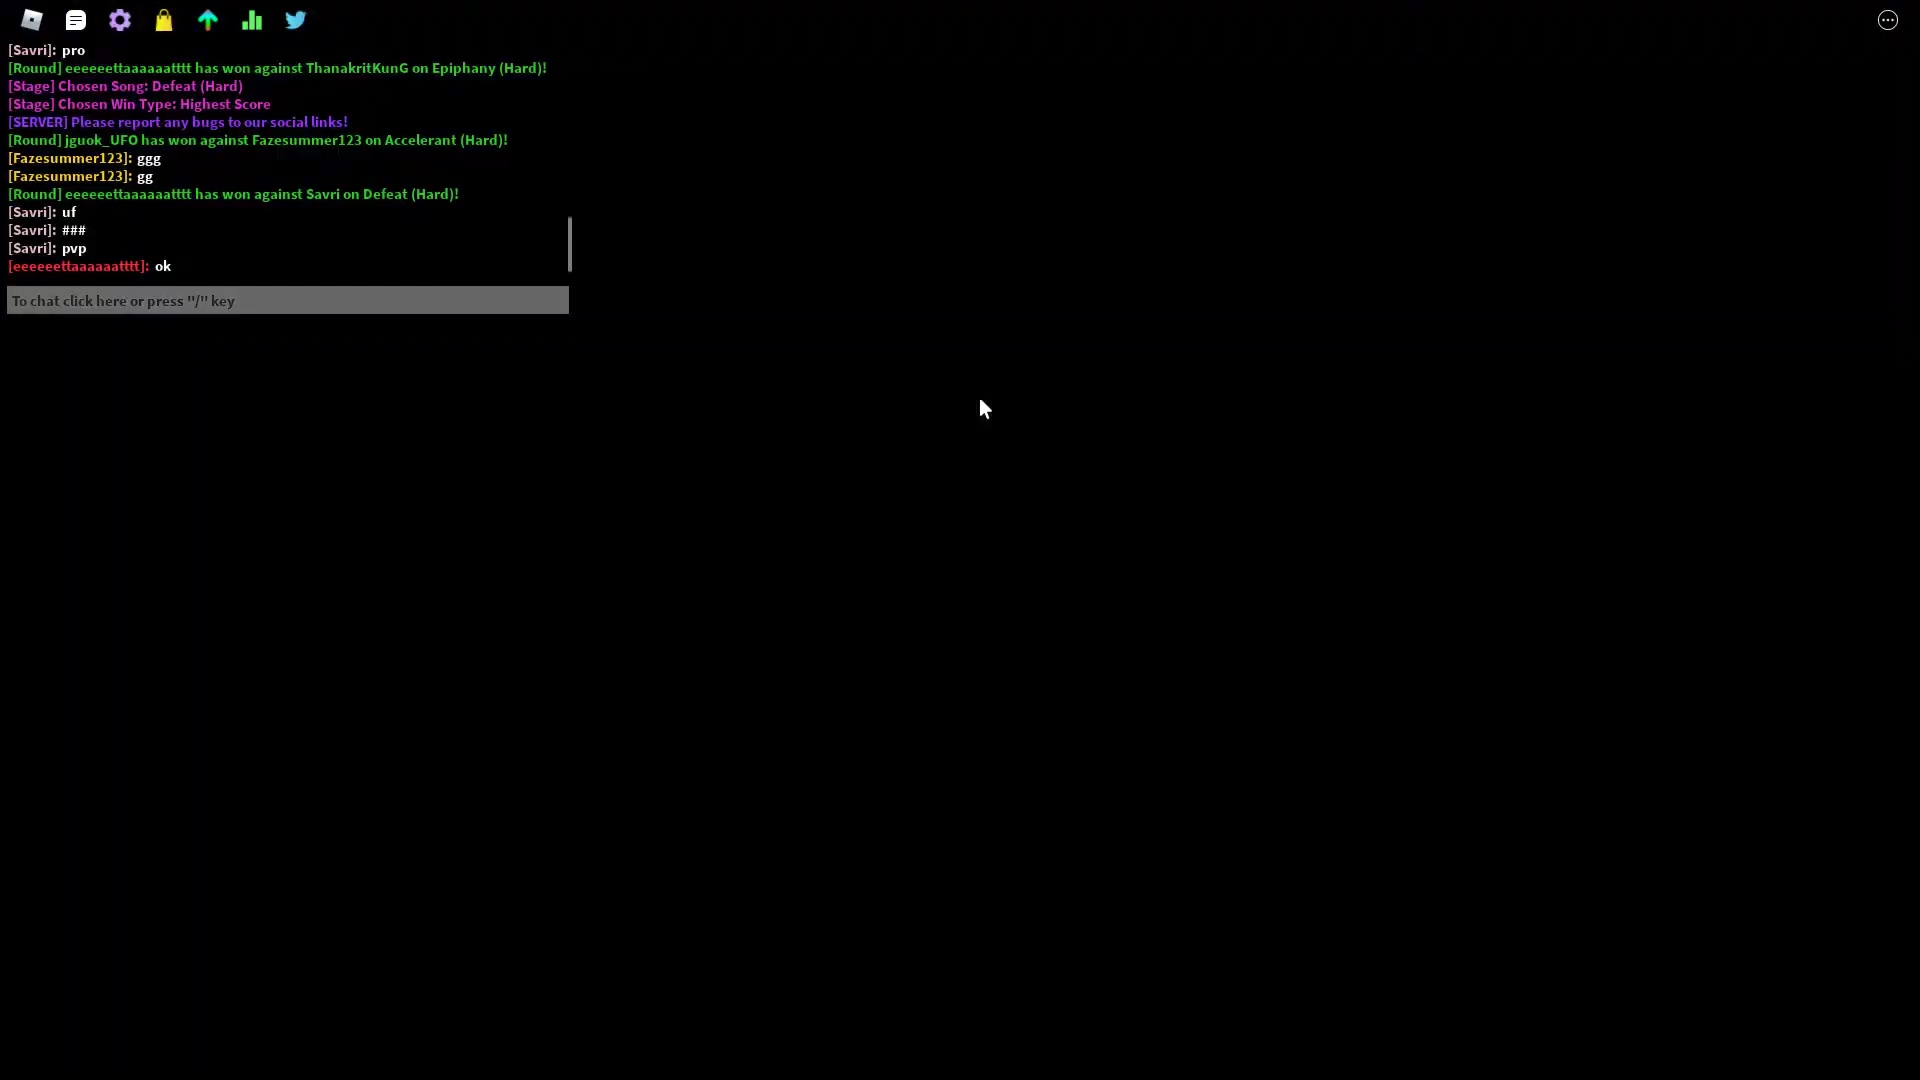 [Savri]: pro
[Round] eeeeeettaaaaaatttt has won against ThanakritKunG on Epiphany (Hard)!
[Stage] Chosen Song: Defeat (Hard)
[Stage] Chosen Win Type: Highest Score
[SERVER] Please report any bugs to our social links!
[Round] jguok_UFO has won against Fazesummer123 on Accelerant (Hard)!
[Fazesummer123]: ggg
[Fazesummer123]: gg
[Round] eeeeeettaaaaaatttt has won against Savri on Defeat (Hard)!
[Savri]: uf
[Savri]: ###
[Savri]: pvp
[eeeeeettaaaaaatttt]: ok
To chat click here or press "/" key